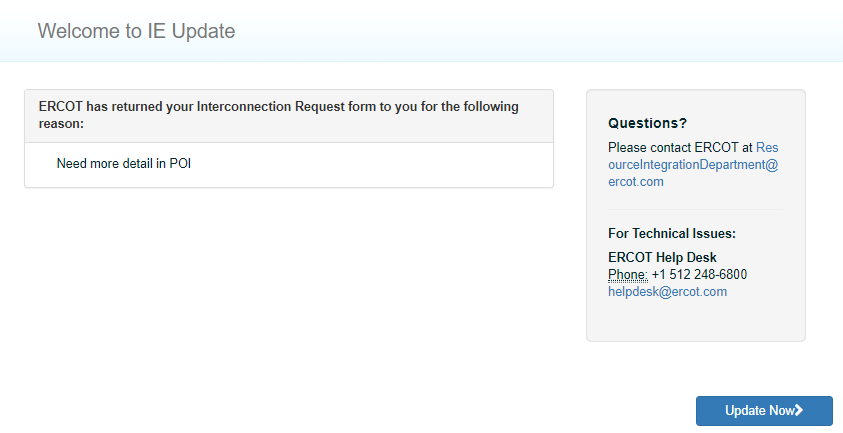 Welcome to IE Update
ERCOT has returned your Interconnection Request form to you for the following
reason:
Need more detail in POI
Questions?
Please contact ERCOT at Res
ourceIntegrationDepartment@
ercot.com
For Technical Issues:
ERCOT Help Desk
Phone: +1 512 248-6800
helpdesk@ercot.com
Update Now